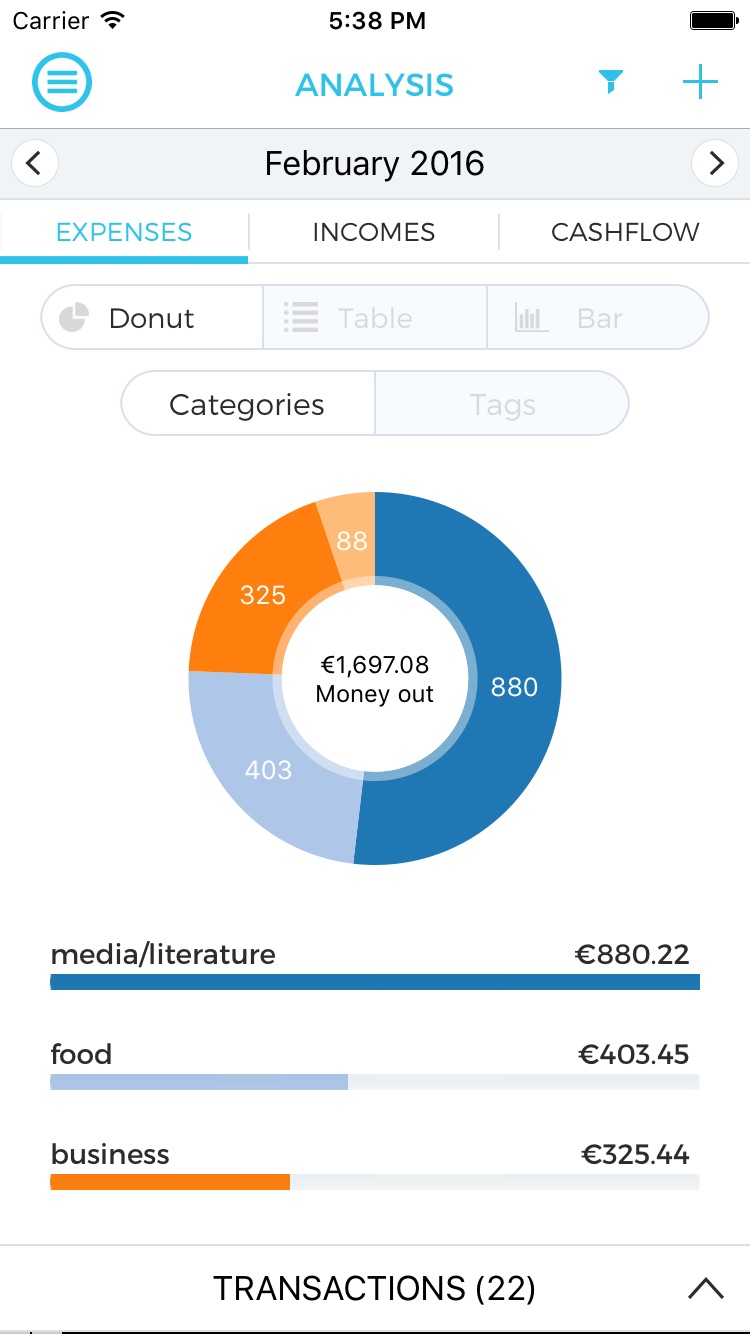 Carrier 5:38 PM
ANALYSIS
February 2016
EXPENSES INCOMES CASHFLOW
Donut Table Bar
Categories Tags
88
325
€1,697.08
Money out
880
403
media/literature €880.22
food €403.45
business €325.44
TRANSACTIONS (22)